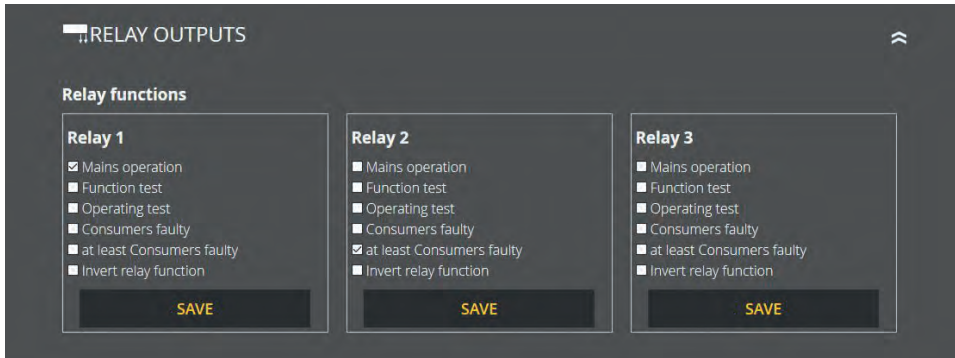 RELAY OUTPUTS
Relay functions
Relay 1
Mains operation
Function test
Operating test
Consumers faulty
at least Consumers faulty
Invert relay function
SAVE
Relay 2
Mains operation
Function test
Operating test
Consumers faulty
at least Consumers faulty
Invert relay function
SAVE
Relay 3
Mains operation
Function test
Operating test
Consumers faulty
at least Consumers faulty
Invert relay function
SAVE